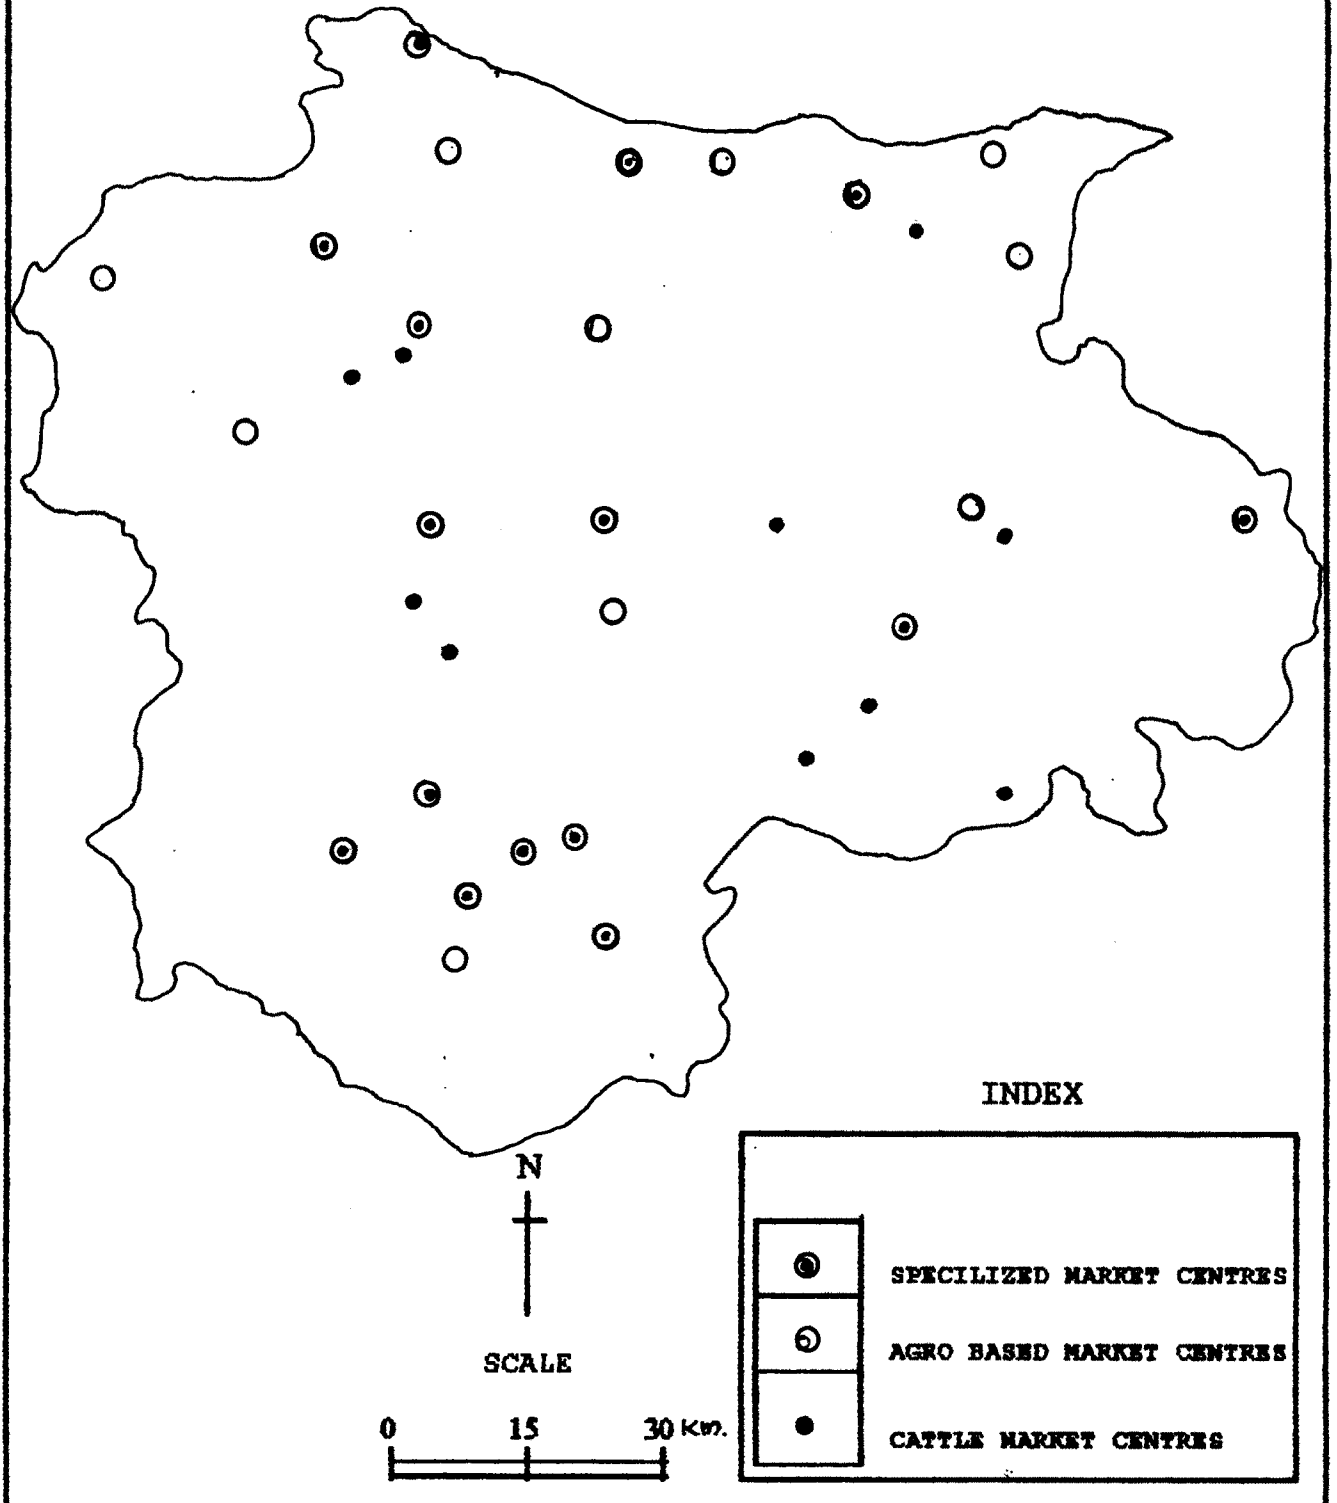 INDEX
N
SPECILIZED MARKET CENTRES
AGRO BASED MARKET CENTRES
CATTLE MARKET CENTRES
SCALE
0 15 30 Km.